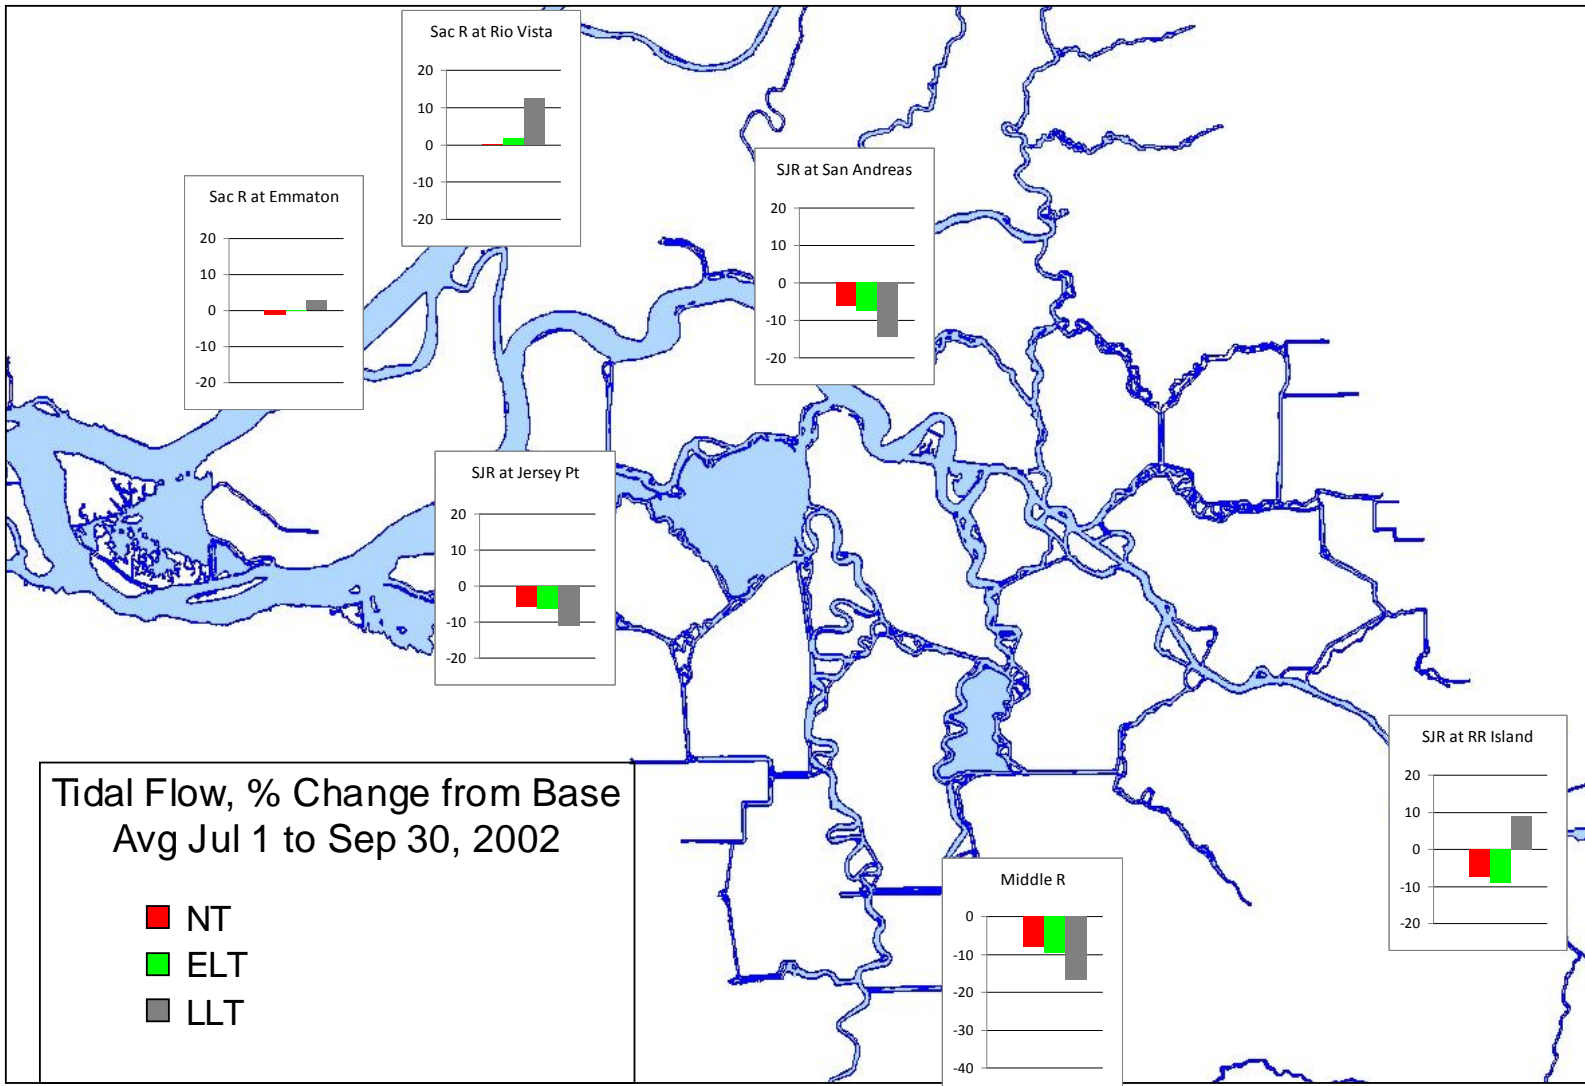 Sac R at Rio Vista
20
10
0
-10
-20
Sac R at Emmaton
20
10
0
-10
-20
SJR at San Andreas
20
10
0
-10
-20
SJR at Jersey Pt
20
10
0
-10
-20
SJR at RR Island
20
10
0
-10
-20
Middle R
0
-10
-20
-30
-40
Tidal Flow, % Change from Base
Avg Jul 1 to Sep 30, 2002
NT
ELT
LLT